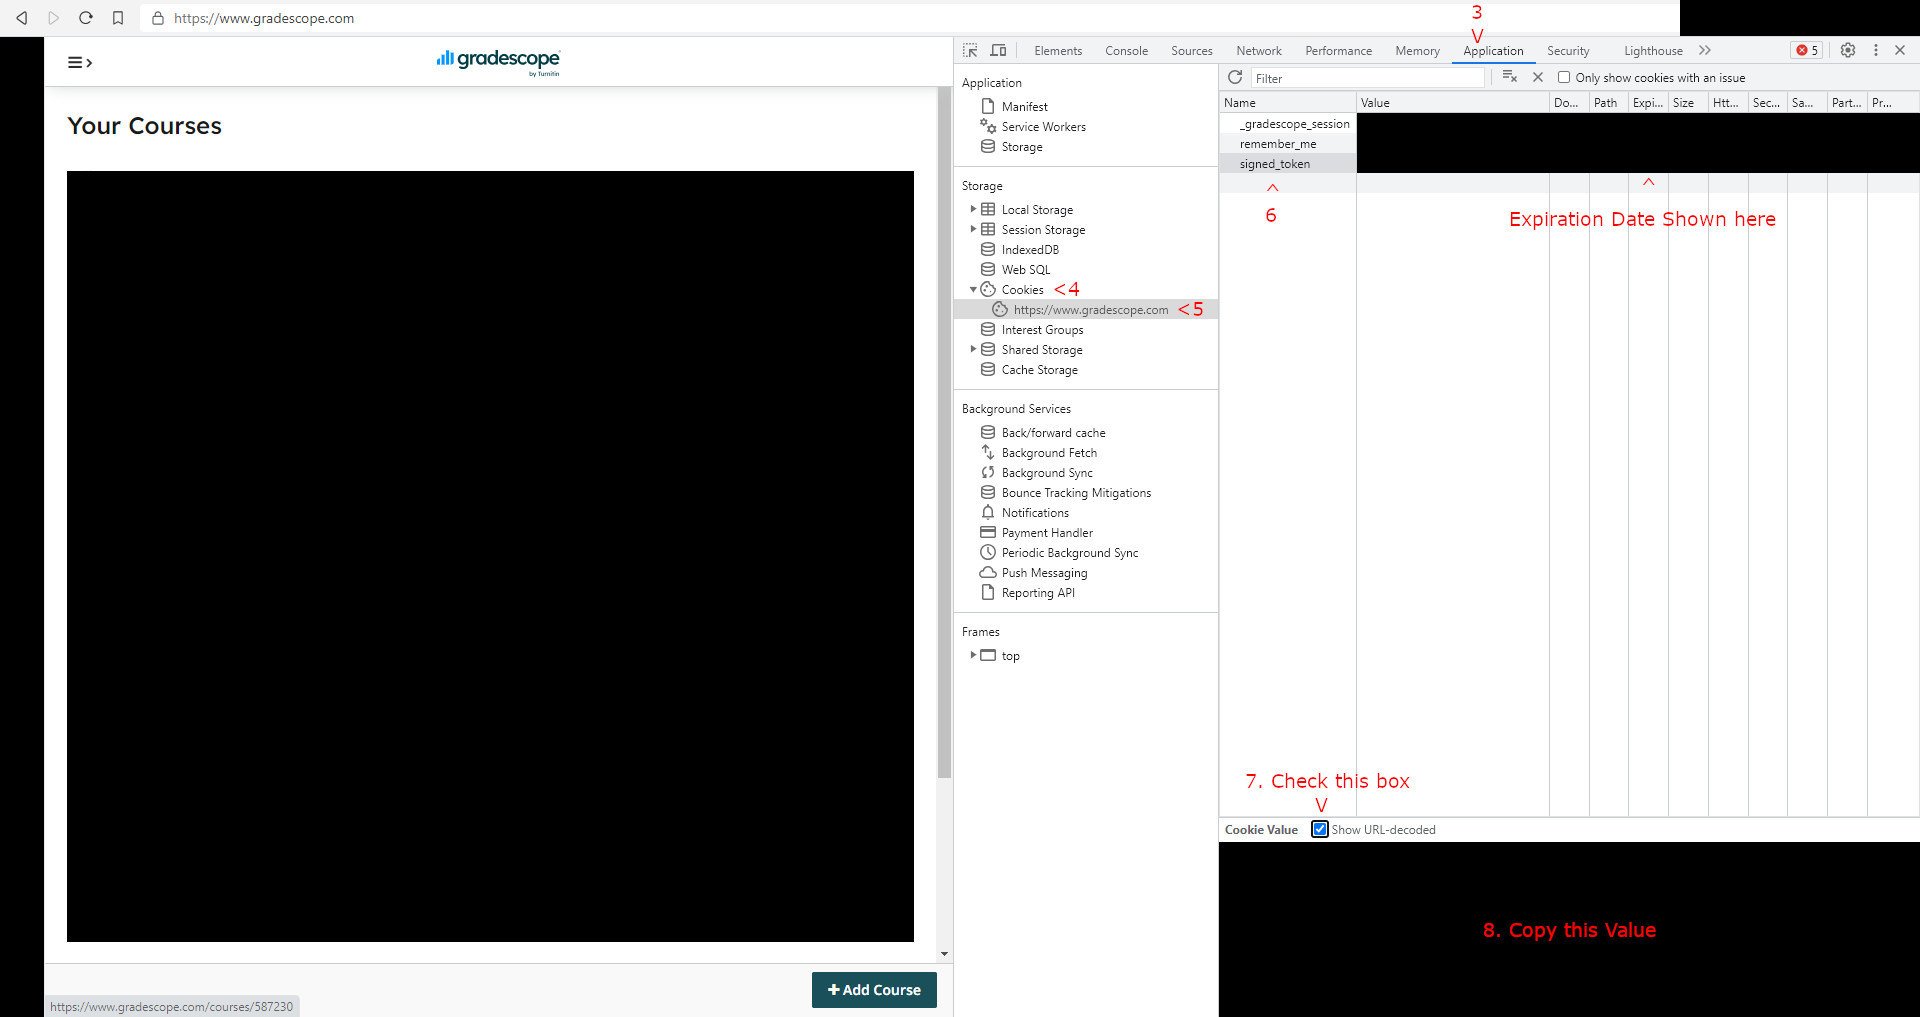 https://www.gradescope.com
3
V
gradescope
by Turnitin
Your Courses
+ Add Course
https://www.gradescope.com/courses/587230
Elements Console Sources Network Performance Memory Application Security Lighthouse 5
Application
Manifest
Service Workers
Storage
Storage
Local Storage
Session Storage
IndexedDB
Web SQL
Cookies <4
https://www.gradescope.com <5
Interest Groups
Shared Storage
Cache Storage
Background Services
Back/forward cache
Background Fetch
Background Sync
Bounce Tracking Mitigations
Notifications
Payment Handler
Periodic Background Sync
Push Messaging
Reporting API
Frames
top
Filter Only show cookies with an issue
Name Value Do... Path Expi... Size Htt... Sec... Sa... Part... Pr...
_gradescope_session
remember_me
signed_token
^ ^
6 Expiration Date Shown here
7. Check this box
V
Cookie Value Show URL-decoded
8. Copy this Value